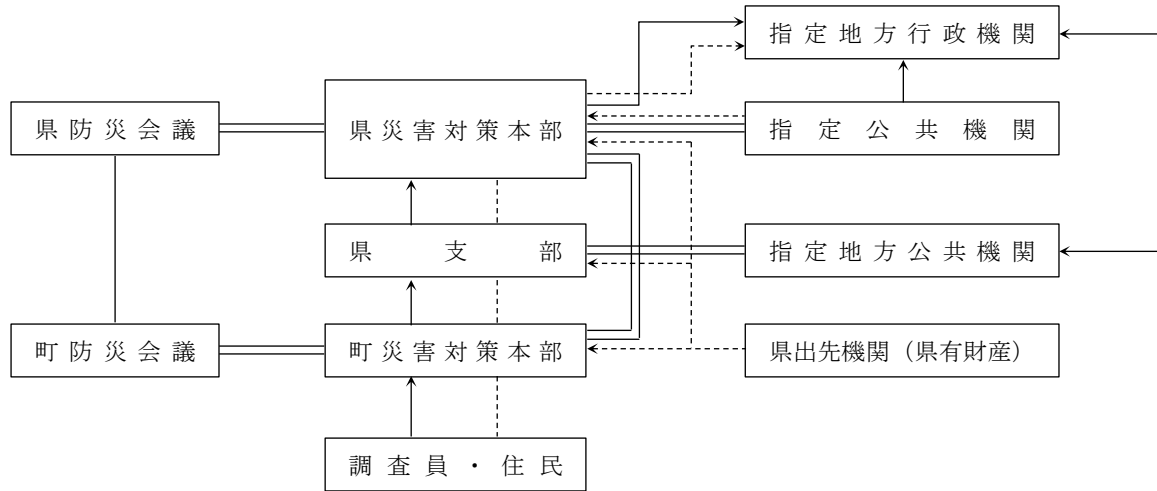 指定地方行政機関
県防災会議
県災害対策本部
指定公共機関
県支部
指定地方公共機関
町防災会議
町災害対策本部
県出先機関（県有財産）
調査員・住民